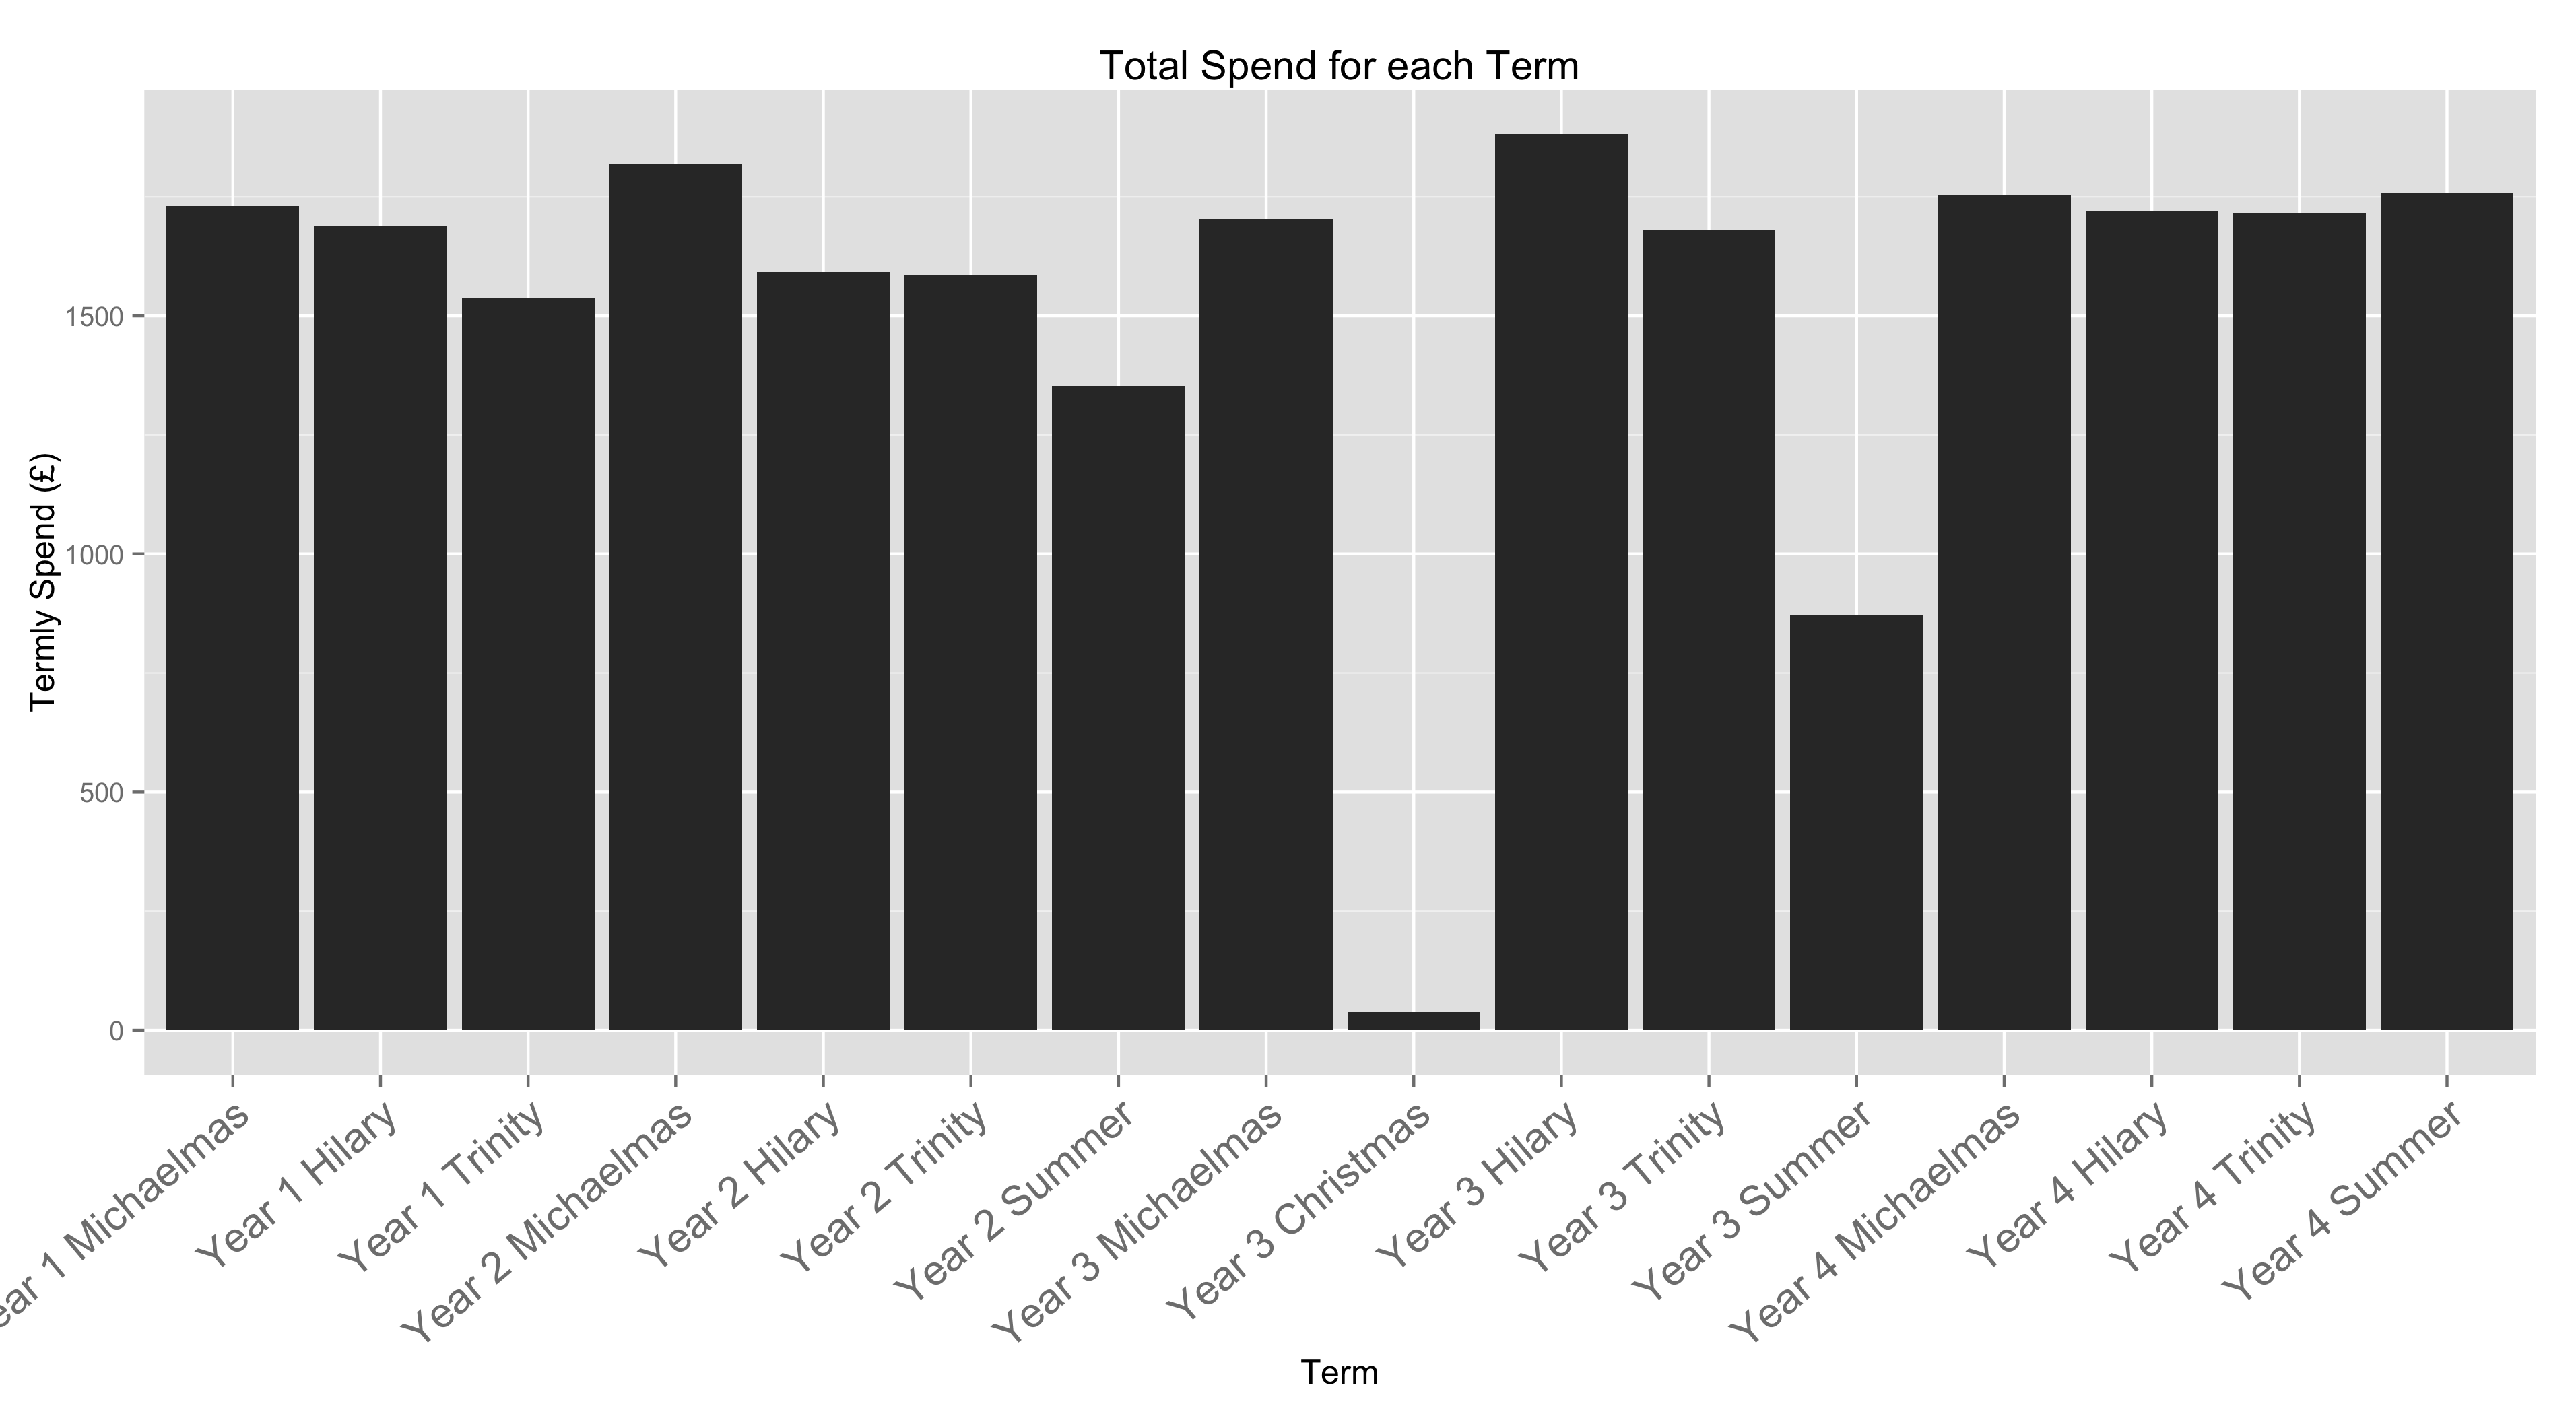 Total Spend for each Term
Termly Spend (£)
1500
1000
500
0
ear 1 Michaelmas
Year 1 Hilary
Year 1 Trinity
Year 2 Michaelmas
Year 2 Hilary
Year 2 Trinity
Year 2 Summer
Year 3 Michaelmas
Year 3 Christmas
Year 3 Hilary
Year 3 Trinity
Year 3 Summer
Year 4 Michaelmas
Year 4 Hilary
Year 4 Trinity
Year 4 Summer
Term